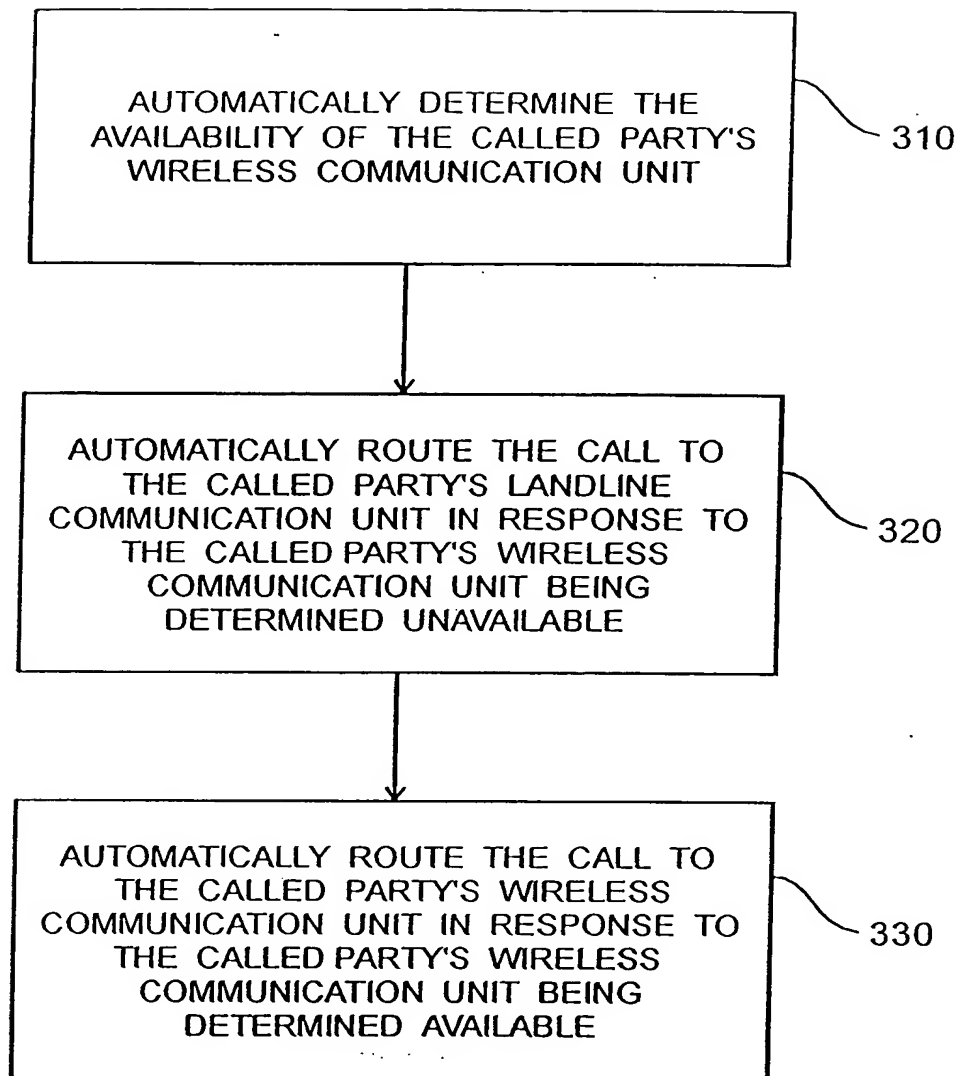 AUTOMATICALLY DETERMINE THE
AVAILABILITY OF THE CALLED PARTY'S
WIRELESS COMMUNICATION UNIT
310
AUTOMATICALLY ROUTE THE CALL TO
THE CALLED PARTY'S LANDLINE
COMMUNICATION UNIT IN RESPONSE TO
THE CALLED PARTY'S WIRELESS
COMMUNICATION UNIT BEING
DETERMINED UNAVAILABLE
320
AUTOMATICALLY ROUTE THE CALL TO
THE CALLED PARTY'S WIRELESS
COMMUNICATION UNIT IN RESPONSE TO
THE CALLED PARTY'S WIRELESS
COMMUNICATION UNIT BEING
DETERMINED AVAILABLE
330